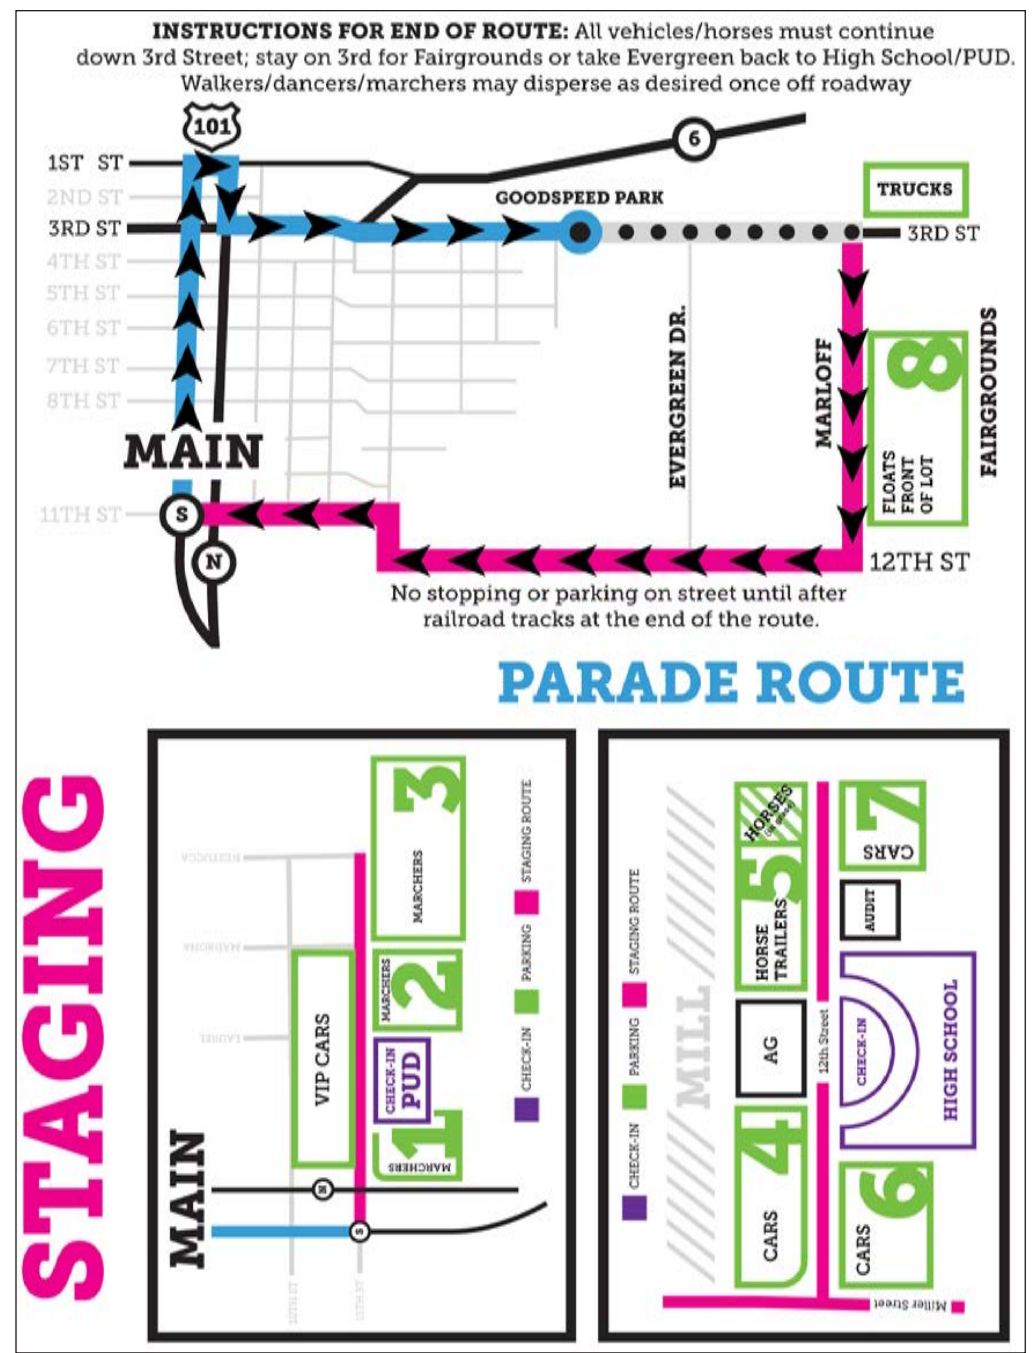 INSTRUCTIONS FOR END OF ROUTE: All vehicles/horses must continue
down 3rd Street; stay on 3rd for Fairgrounds or take Evergreen back to High School/PUD.
Walkers/dancers/marchers may disperse as desired once off roadway
101
6
1ST ST
2ND ST
3RD ST
4TH ST
5TH ST
6TH ST
7TH ST
8TH ST
11TH ST
GOODSPEED PARK
TRUCKS
3RD ST
EVERGREEN DR.
MARLOFF
8
FLOATS
FRONT
OF LOT
FAIRGROUNDS
MAIN
S
N
12TH ST
No stopping or parking on street until after
railroad tracks at the end of the route.
PARADE ROUTE
STAGING
3
MARCHERS
2
MARCHERS
CHECK-IN
PUD
1
MARCHERS
VIP CARS
MADRONA
LAUREL
MAIN
N
S
11TH ST
STAGING ROUTE
PARKING
CHECK-IN
STAGING ROUTE
PARKING
CHECK-IN
MILL
HORSES
5
HORSE
TRAILERS
AG
4
CARS
12th Street
7
CARS
AUDIT
CHECK-IN
HIGH SCHOOL
6
CARS
Miller Street